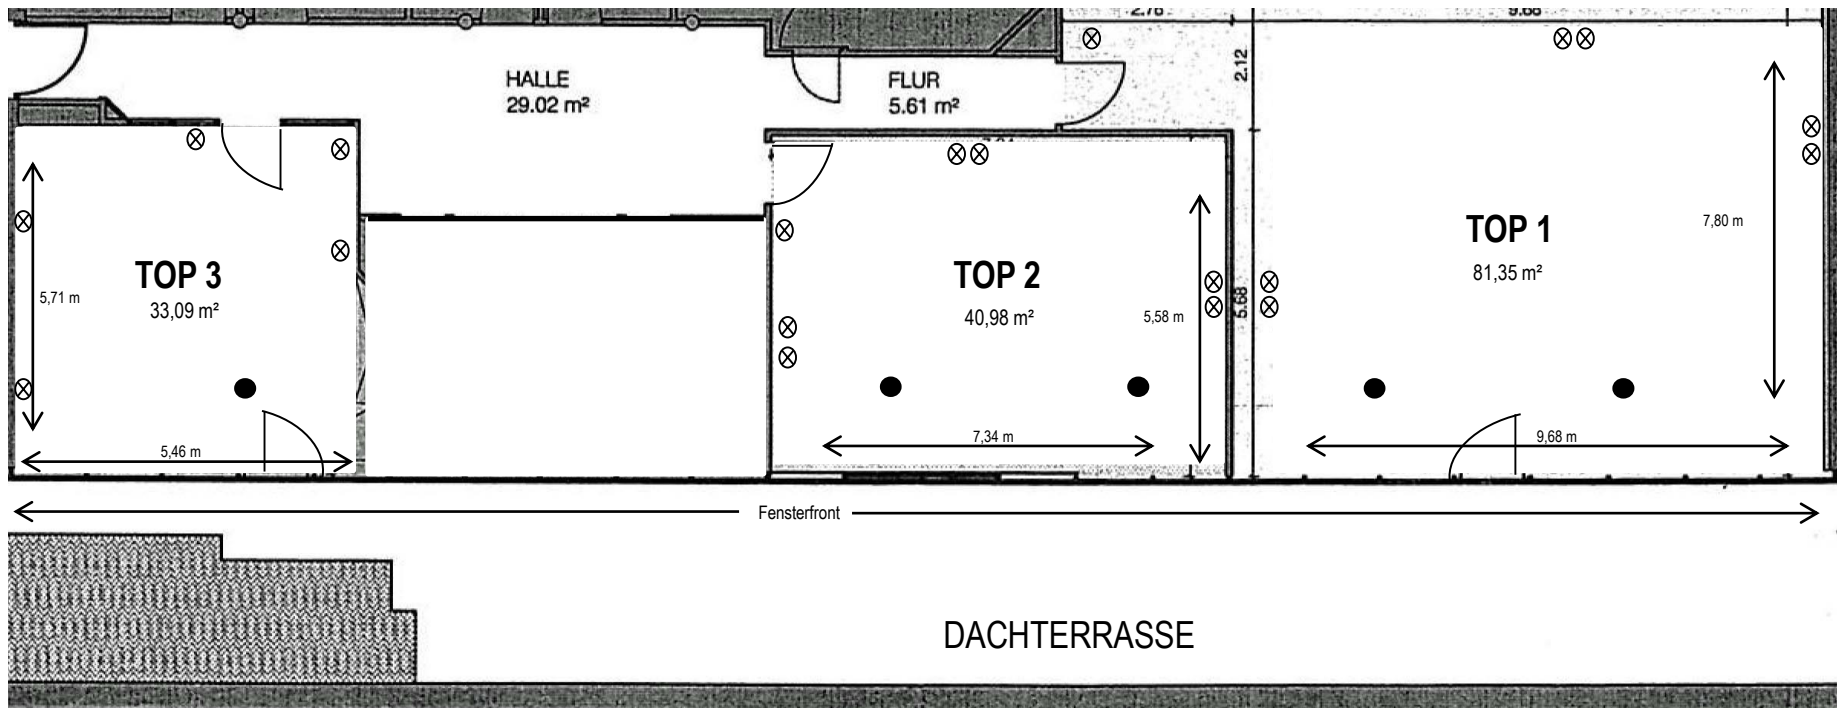 2.78
9.68
HALLE
29.02 m²
FLUR
5.61 m²
2.12
TOP 1
81,35 m²
7,80 m
TOP 3
33,09 m²
5,71 m
TOP 2
40,98 m²
5,58 m
5.68
5,46 m
7,34 m
9,68 m
Fensterfront
DACHTERRASSE